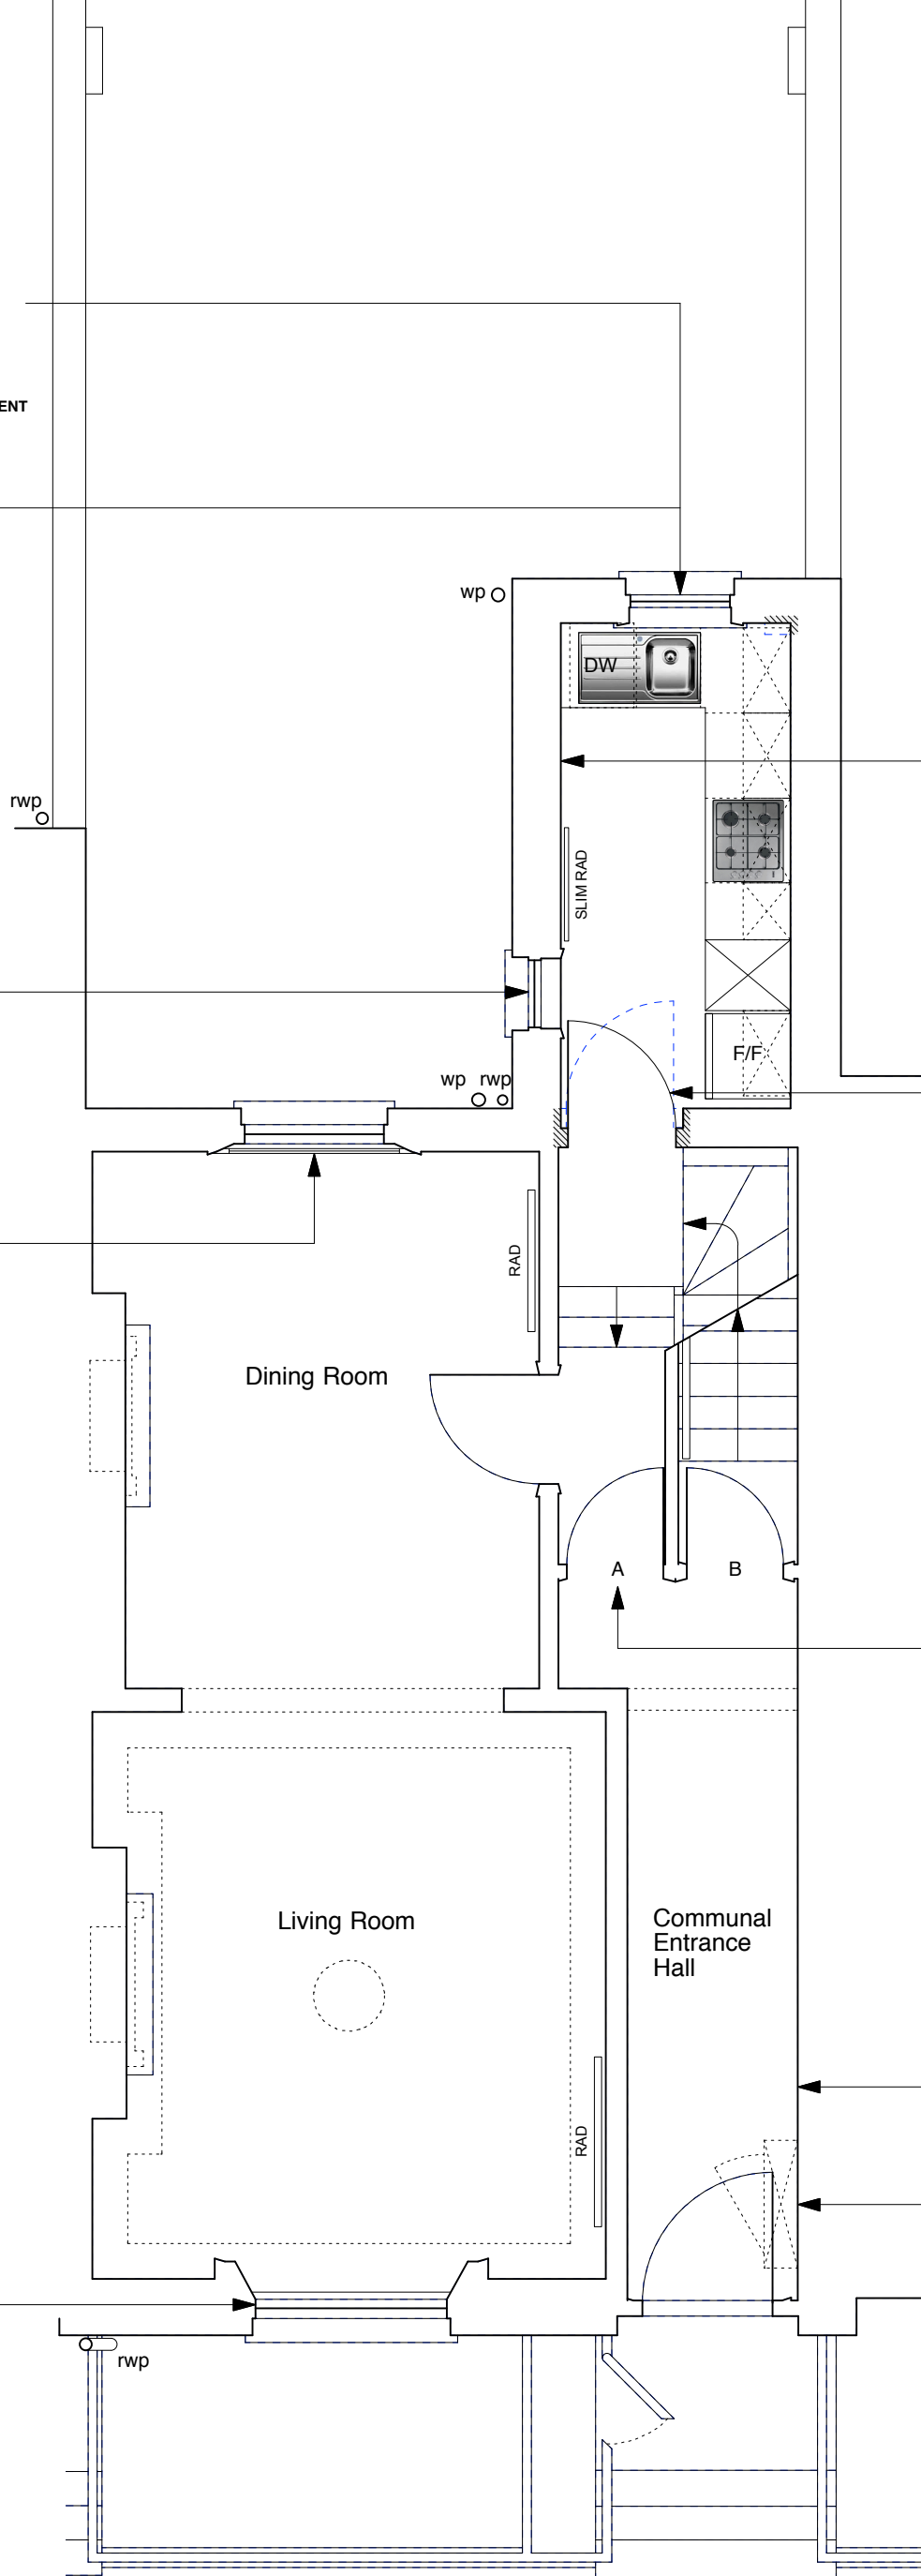 ENT
wp
DW
rwp
SLIM RAD
F/F
wp rwp
RAD
Dining Room
A
B
Living Room
Communal
Entrance
Hall
RAD
rwp